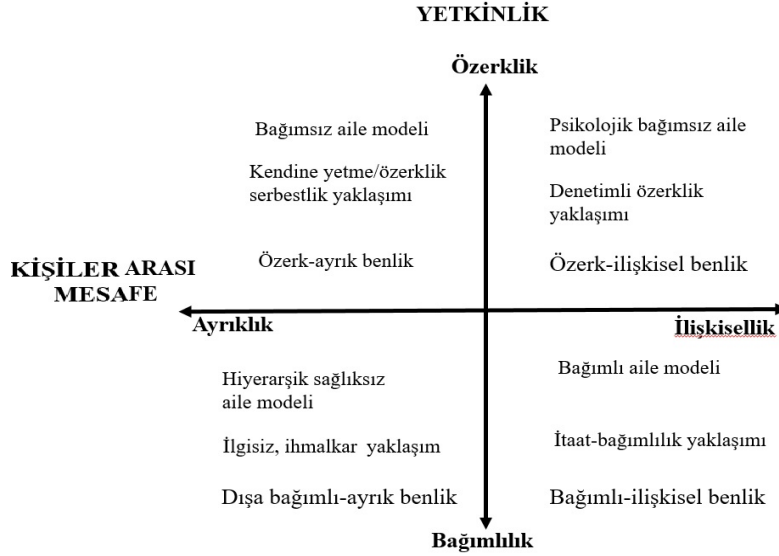 YETKİNLİK
Özerklik
Bağımsız aile modeli
Kendine yetme/özerklik
serbestlik yaklaşımı
Özerk-ayrık benlik
Psikolojik bağımsız aile
modeli
Denetimli özerklik
yaklaşımı
Özerk-ilişkisel benlik
KİŞİLER ARASI
MESAFE
Ayrıklık
İlişkisellik
Hiyerarşik sağlıksız
aile modeli
İlgisiz, ihmalkar yaklaşım
Dışa bağımlı-ayrık benlik
Bağımlı aile modeli
İtaat-bağımlılık yaklaşımı
Bağımlı-ilişkisel benlik
Bağımlılık